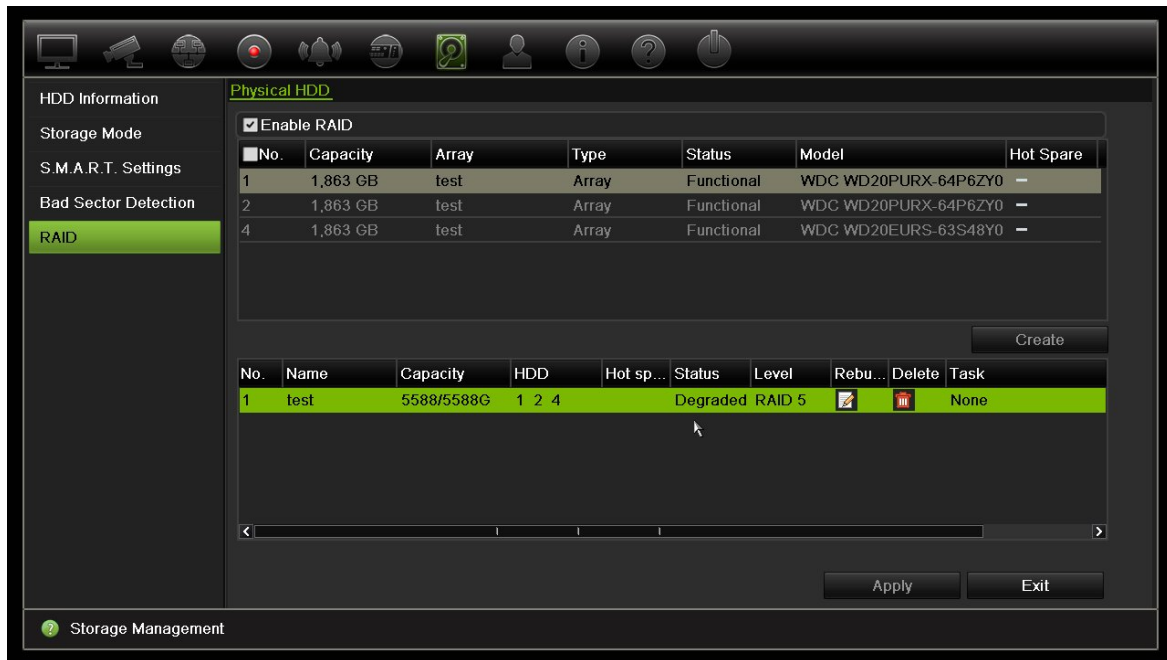 Physical HDD
HDD Information
Storage Mode
S.M.A.R.T. Settings
Bad Sector Detection
RAID
Enable RAID
No. Capacity Array Type Status Model Hot Spare
1 1,863 GB test Array Functional WDC WD20PURX-64P6ZY0 –
2 1,863 GB test Array Functional WDC WD20PURX-64P6ZY0 –
4 1,863 GB test Array Functional WDC WD20EURS-63S48Y0 –
Create
No. Name Capacity HDD Hot sp... Status Level Rebu... Delete Task
1 test 5588/5588G 1 2 4 Degraded RAID 5 None
Apply Exit
? Storage Management